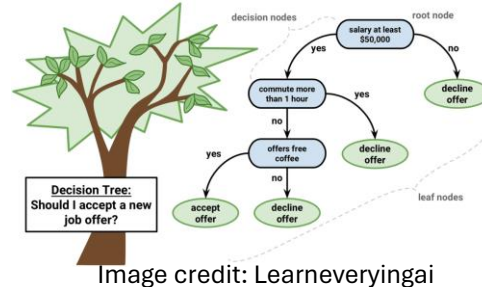 decision nodes
root node
salary at least
$50,000
yes
no
commute more
than 1 hour
decline
offer
yes
no
offers free
coffee
decline
offer
yes
no
accept
offer
decline
offer
leaf nodes
Decision Tree:
Should I accept a new
job offer?
Image credit: Learneveryingai